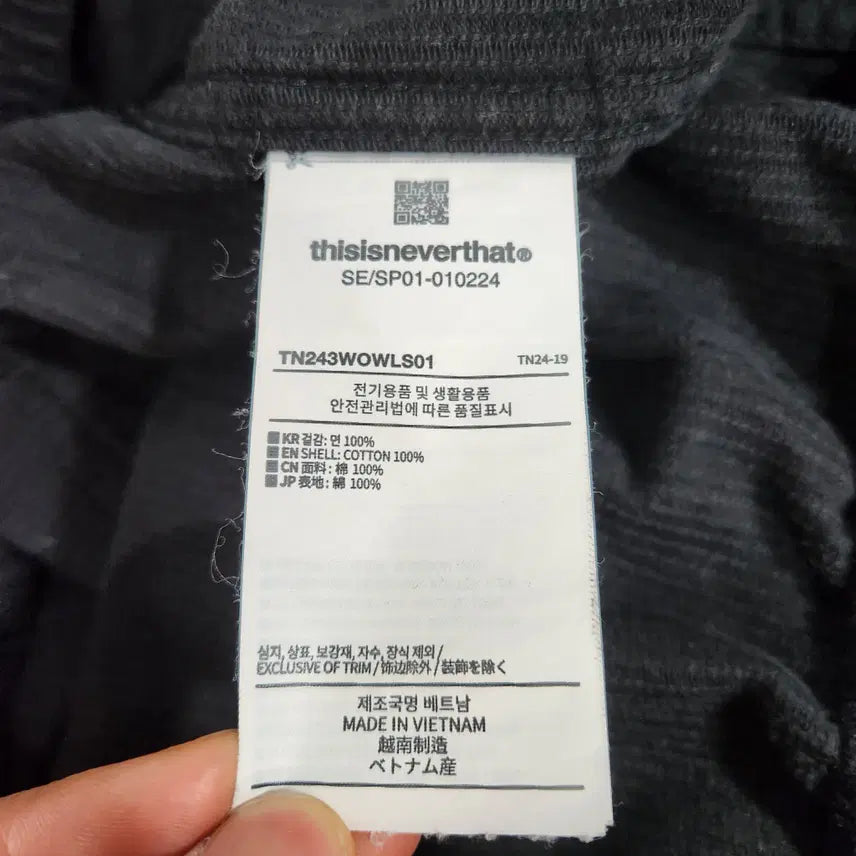 thisisneverthat®
SE/SP01-010224
TN243WOWLS01 TN24-19
전기용품 및 생활용품
안전관리법에 따른 품질표시
KR 겉감: 면 100%
EN SHELL: COTTON 100%
CN 面料: 棉 100%
JP 表地: 綿 100%
심지, 상표, 보강재, 자수, 장식 제외/
EXCLUSIVE OF TRIM/饰边除外/装飾を除く
제조국명 베트남
MADE IN VIETNAM
越南制造
ベトナム産